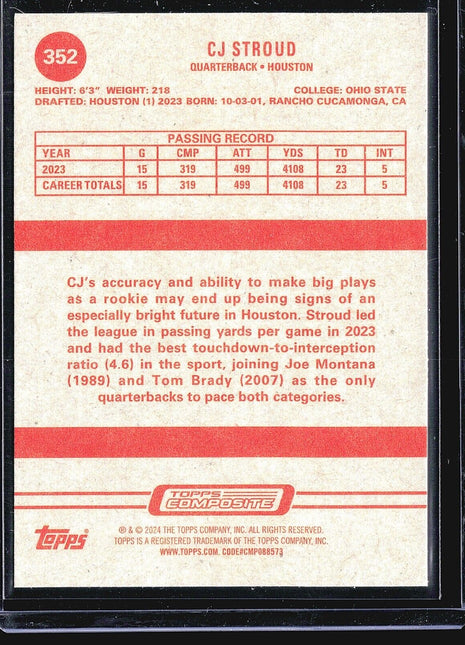 352
CJ STROUD
QUARTERBACK • HOUSTON
HEIGHT: 6'3" WEIGHT: 218 COLLEGE: OHIO STATE
DRAFTED: HOUSTON (1) 2023 BORN: 10-03-01, RANCHO CUCAMONGA, CA
PASSING RECORD
YEAR G CMP ATT YDS TD INT
2023 15 319 499 4108 23 5
CAREER TOTALS 15 319 499 4108 23 5
CJ's accuracy and ability to make big plays
as a rookie may end up being signs of an
especially bright future in Houston. Stroud led
the league in passing yards per game in 2023
and had the best touchdown-to-interception
ratio (4.6) in the sport, joining Joe Montana
(1989) and Tom Brady (2007) as the only
quarterbacks to pace both categories.
TOPPS
COMPOSITE
topps
® & © 2024 THE TOPPS COMPANY, INC. ALL RIGHTS RESERVED.
TOPPS IS A REGISTERED TRADEMARK OF THE TOPPS COMPANY, INC.
WWW.TOPPS.COM. CODE#CMP088573